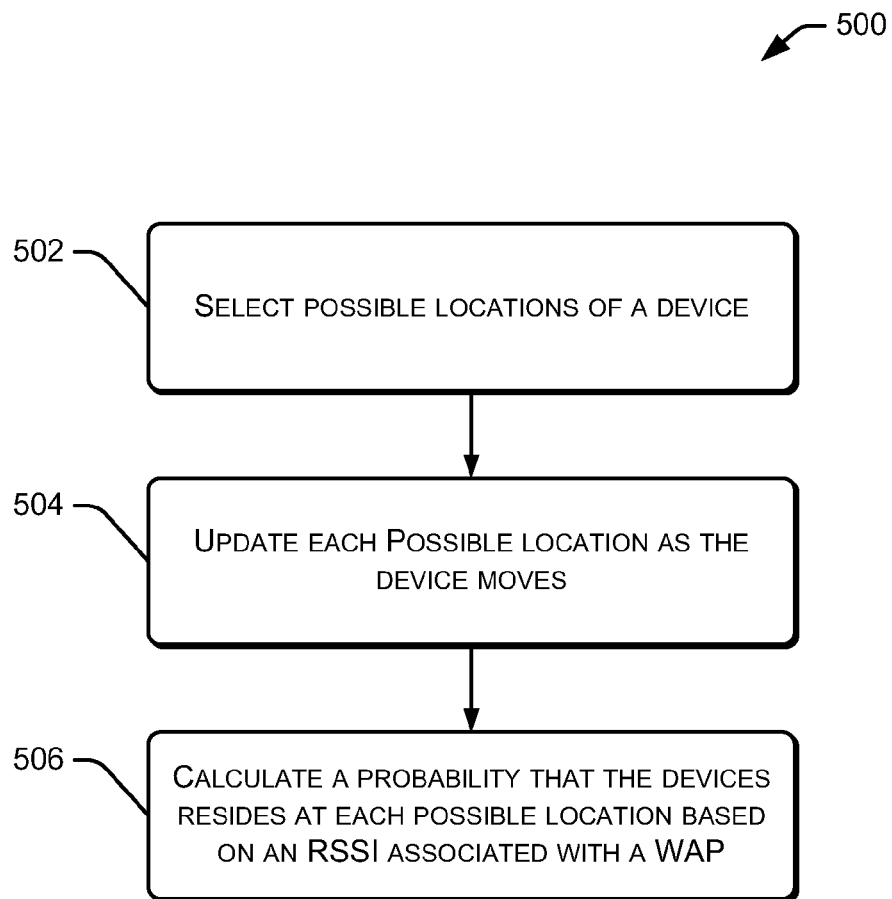 500
502
SELECT POSSIBLE LOCATIONS OF A DEVICE
504
UPDATE EACH POSSIBLE LOCATION AS THE
DEVICE MOVES
506
CALCULATE A PROBABILITY THAT THE DEVICES
RESIDES AT EACH POSSIBLE LOCATION BASED
ON AN RSSI ASSOCIATED WITH A WAP